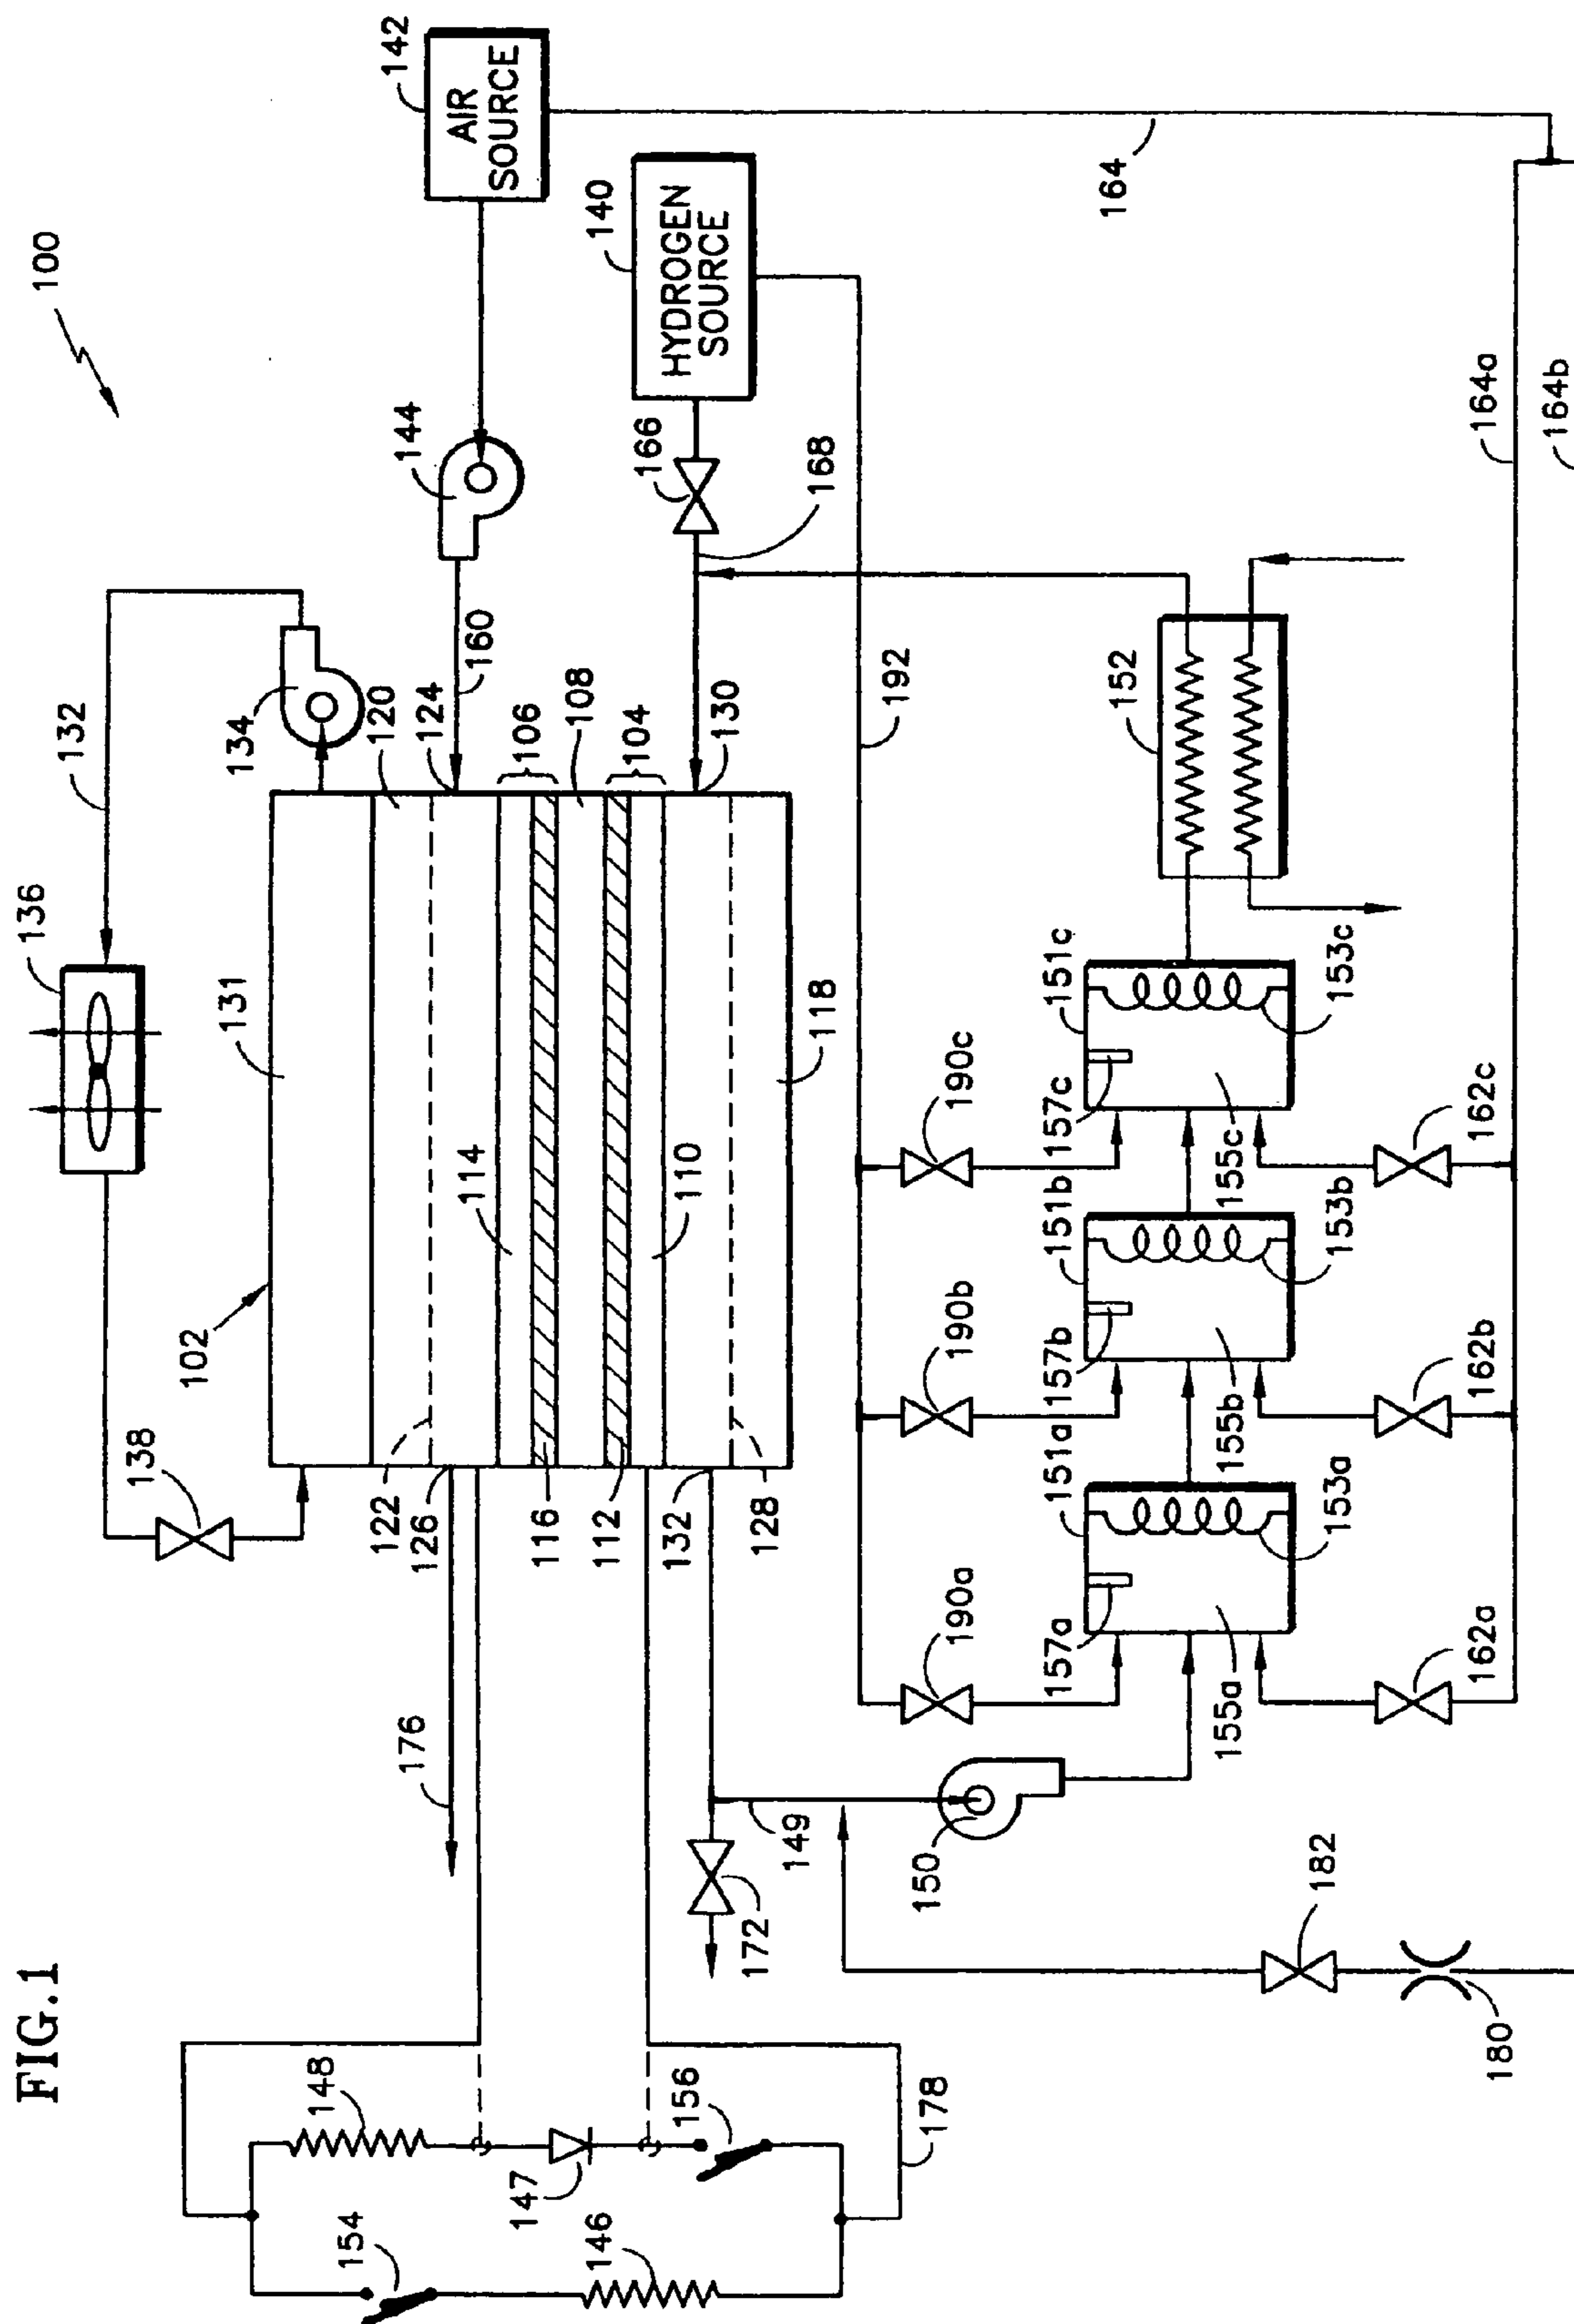 FIG.1
100
142
AIR
SOURCE
140
HYDROGEN
SOURCE
144
166
168
160
164
164a
164b
132
134
120
124
106
108
104
130
192
152
136
131
118
114
110
102
138
122
126
116
112
132
128
190c
190b
190a
151c
153c
157c
155c
162c
151b
153b
157b
155b
162b
151a
153a
157a
155a
162a
176
149
150
172
182
180
148
156
178
147
154
146